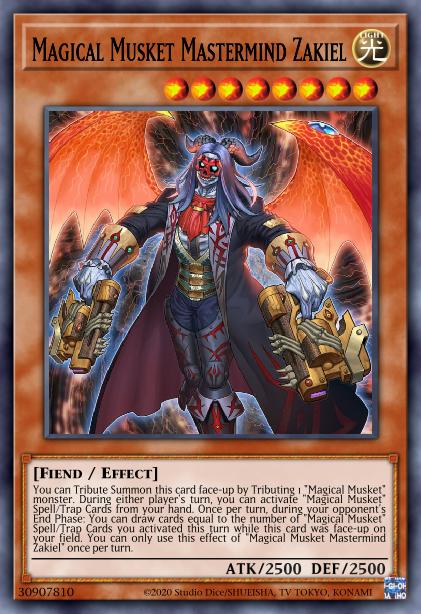 Magical Musket Mastermind Zakiel
LIGHT
光
[Fiend / Effect]
You can Tribute Summon this card face-up by Tributing 1 "Magical Musket"
monster. During either player's turn, you can activate "Magical Musket"
Spell/Trap Cards from your hand. Once per turn, during your opponent's
End Phase: You can draw cards equal to the number of "Magical Musket"
Spell/Trap Cards you activated this turn while this card was face-up on
your field. You can only use this effect of "Magical Musket Mastermind
Zakiel" once per turn.
ATK/2500 DEF/2500
30907810
©2020 Studio Dice/SHUEISHA, TV TOKYO, KONAMI